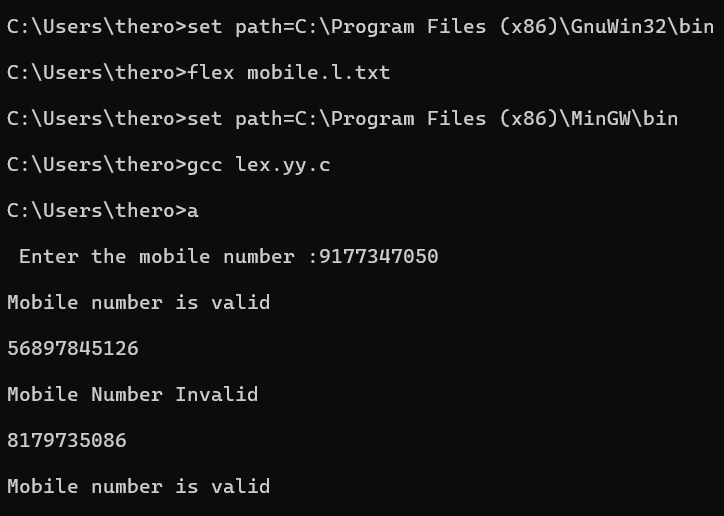 C:\Users\thero>set path=C:\Program Files (x86)\GnuWin32\bin
C:\Users\thero>flex mobile.l.txt
C:\Users\thero>set path=C:\Program Files (x86)\MinGW\bin
C:\Users\thero>gcc lex.yy.c
C:\Users\thero>a
Enter the mobile number :9177347050
Mobile number is valid
56897845126
Mobile Number Invalid
8179735086
Mobile number is valid